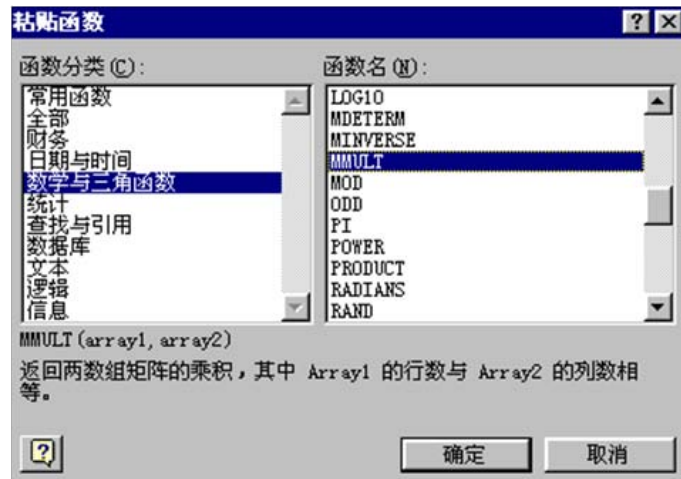 粘贴函数
函数分类(C):
函数名(N):
常用函数
全部
财务
日期与时间
数学与三角函数
统计
查找与引用
数据库
文本
逻辑
信息
LOG10
MDETERM
MINVERSE
MMULT
MOD
ODD
PI
POWER
PRODUCT
RADIANS
RAND
MMULT(array1,array2)
返回两数组矩阵的乘积,其中 Array1 的行数与 Array2 的列数相
等。
确定
取消